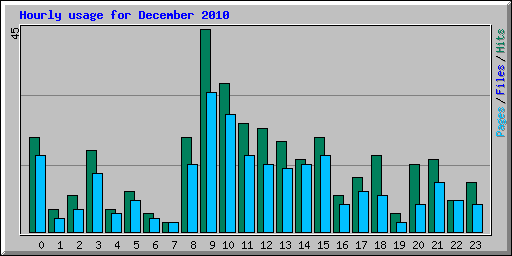 Hourly usage for December 2010
45
Pages/Files/Hits
0 1 2 3 4 5 6 7 8 9 10 11 12 13 14 15 16 17 18 19 20 21 22 23